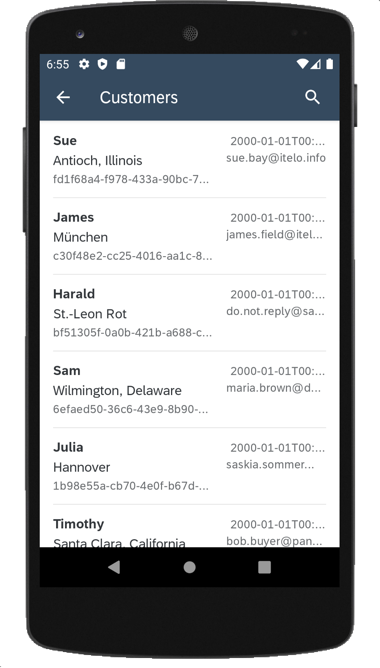 6:55
Customers
Sue
2000-01-01T00:...
Antioch, Illinois
sue.bay@itelo.info
fd1f68a4-f978-433a-90bc-7...
James
2000-01-01T00:...
München
james.field@itel...
c30f48e2-cc25-4016-aa1c-8...
Harald
2000-01-01T00:...
St.-Leon Rot
do.not.reply@sa...
bf51305f-0a0b-421b-a688-c...
Sam
2000-01-01T00:...
Wilmington, Delaware
maria.brown@d...
6efaed50-36c6-43e9-8b90-...
Julia
2000-01-01T00:...
Hannover
saskia.sommer...
1b98e55a-cb70-4e0f-b67d-...
Timothy
2000-01-01T00:...
Santa Clara, California
bob.buyer@pan...